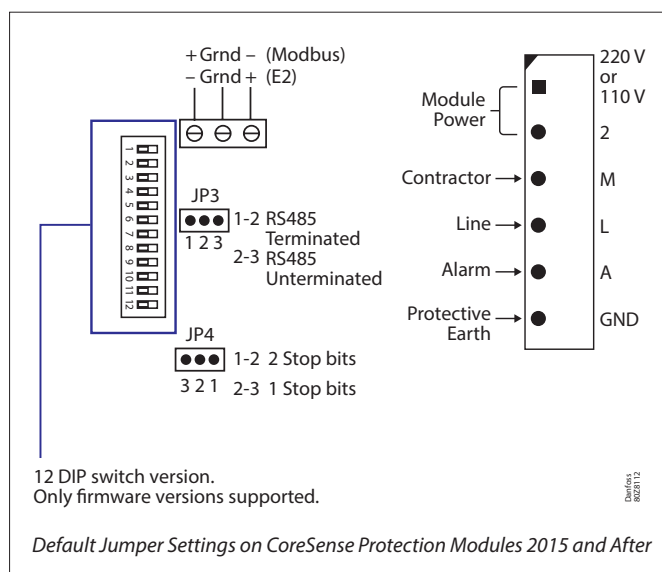 + Grnd – (Modbus)
– Grnd + (E2)
1
2
3
4
5
6
7
8
9
10
11
12
JP3
1 2 3
1-2 RS485
Terminated
2-3 RS485
Unterminated
JP4
3 2 1
1-2 2 Stop bits
2-3 1 Stop bits
Module
Power
220 V
or
110 V
2
Contractor
M
Line
L
Alarm
A
Protective
Earth
GND
12 DIP switch version.
Only firmware versions supported.
Danfoss
80Z8112
Default Jumper Settings on CoreSense Protection Modules 2015 and After